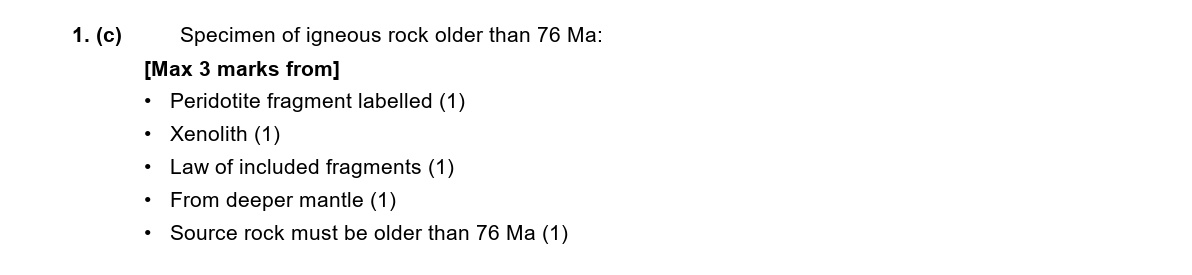 1. (c) Specimen of igneous rock older than 76 Ma:
[Max 3 marks from]
• Peridotite fragment labelled (1)
• Xenolith (1)
• Law of included fragments (1)
• From deeper mantle (1)
• Source rock must be older than 76 Ma (1)